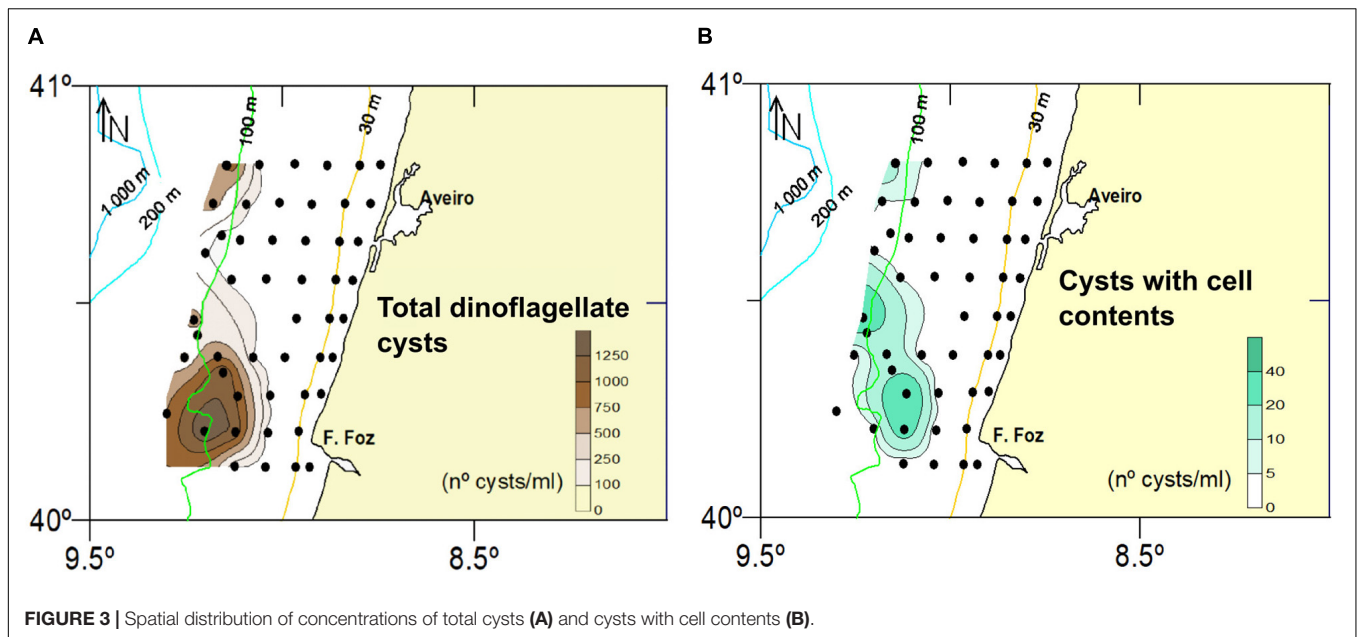 A
41º
N
1 000 m
200 m
100 m
30 m
Aveiro
Total dinoflagellate
cysts
1250
1000
750
500
250
100
0
F. Foz
(nº cysts/ml)
40º
9.5º
8.5º
B
41º
N
1 000 m
200 m
100 m
30 m
Aveiro
Cysts with cell
contents
40
20
10
5
0
F. Foz
(nº cysts/ml)
40º
9.5º
8.5º
FIGURE 3 | Spatial distribution of concentrations of total cysts (A) and cysts with cell contents (B).